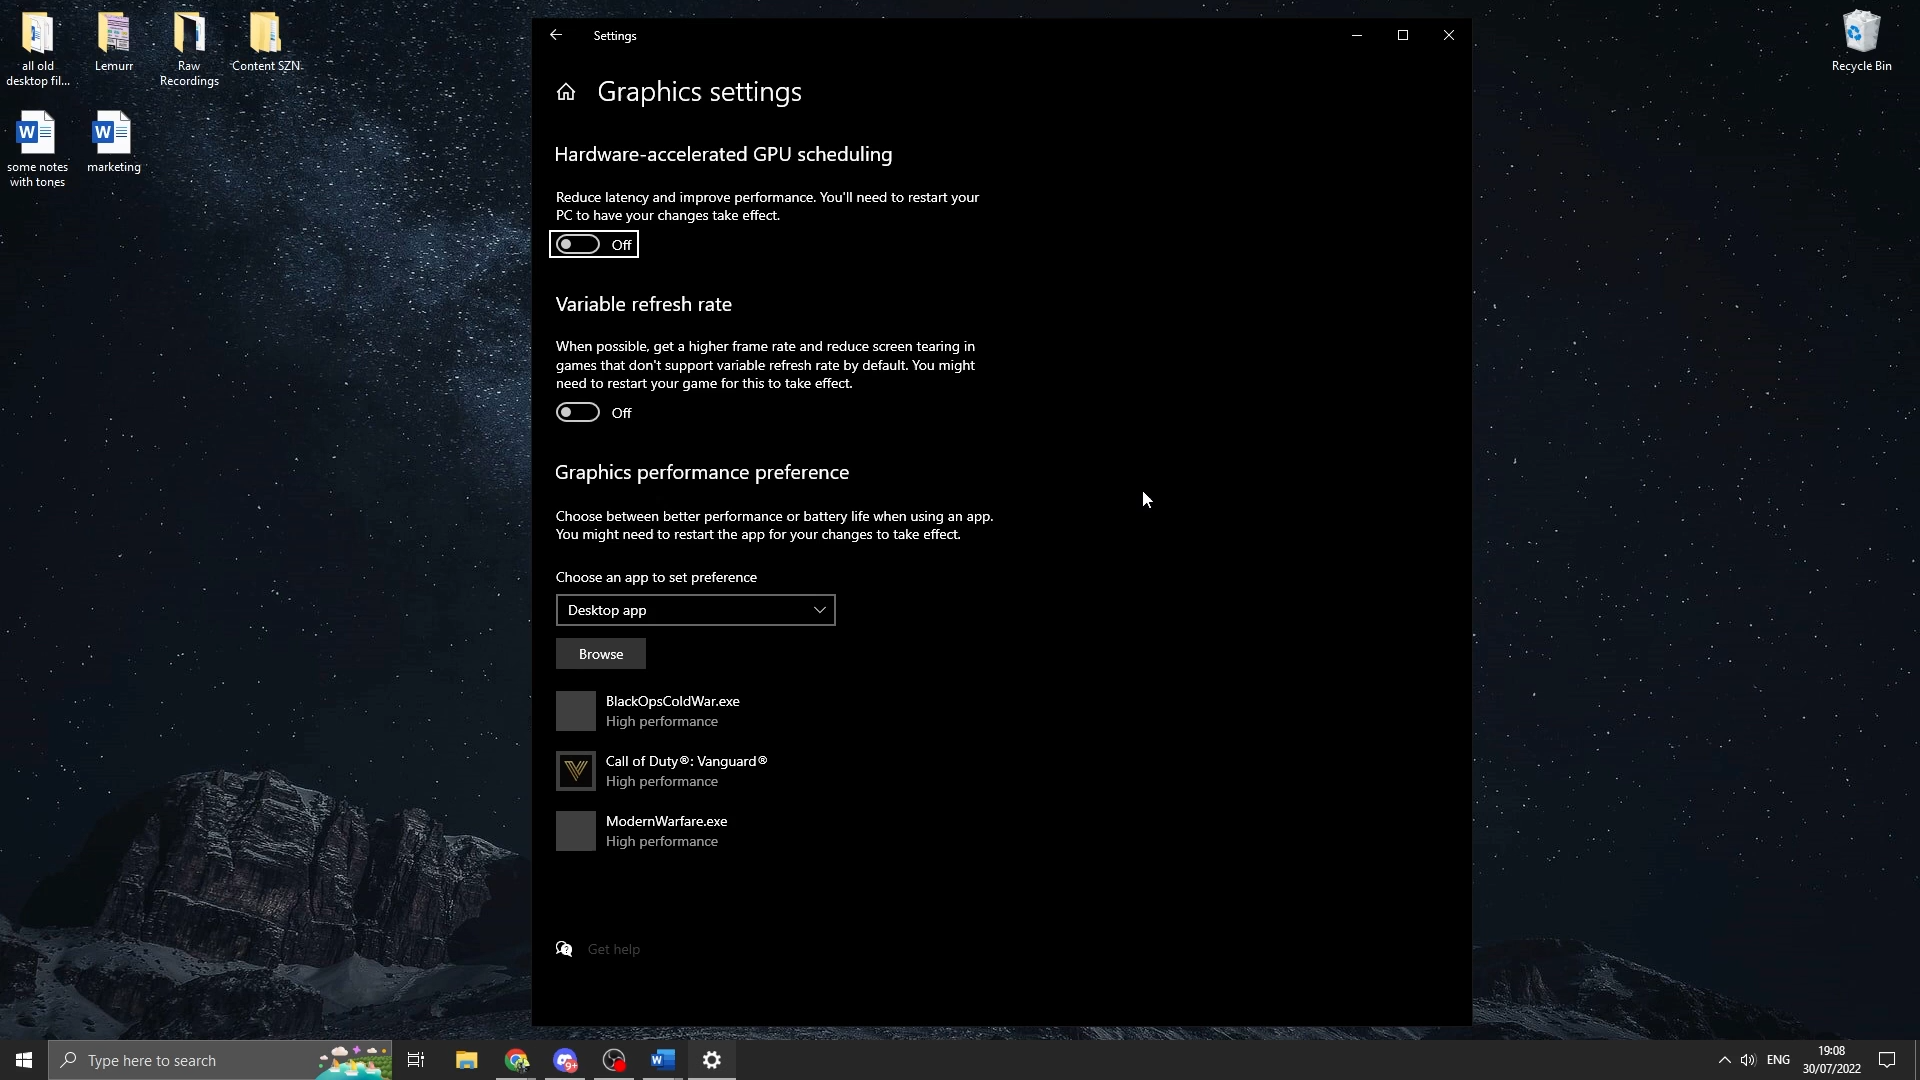 all old
desktop fil...
Lemurr
Raw
Recordings
Content SZN
some notes
with tones
marketing
Recycle Bin
Settings
Graphics settings
Hardware-accelerated GPU scheduling
Reduce latency and improve performance. You'll need to restart your
PC to have your changes take effect.
Off
Variable refresh rate
When possible, get a higher frame rate and reduce screen tearing in
games that don't support variable refresh rate by default. You might
need to restart your game for this to take effect.
Off
Graphics performance preference
Choose between better performance or battery life when using an app.
You might need to restart the app for your changes to take effect.
Choose an app to set preference
Desktop app
Browse
BlackOpsColdWar.exe
High performance
Call of Duty®: Vanguard®
High performance
ModernWarfare.exe
High performance
Get help
Type here to search
9+
ENG
19:08
30/07/2022